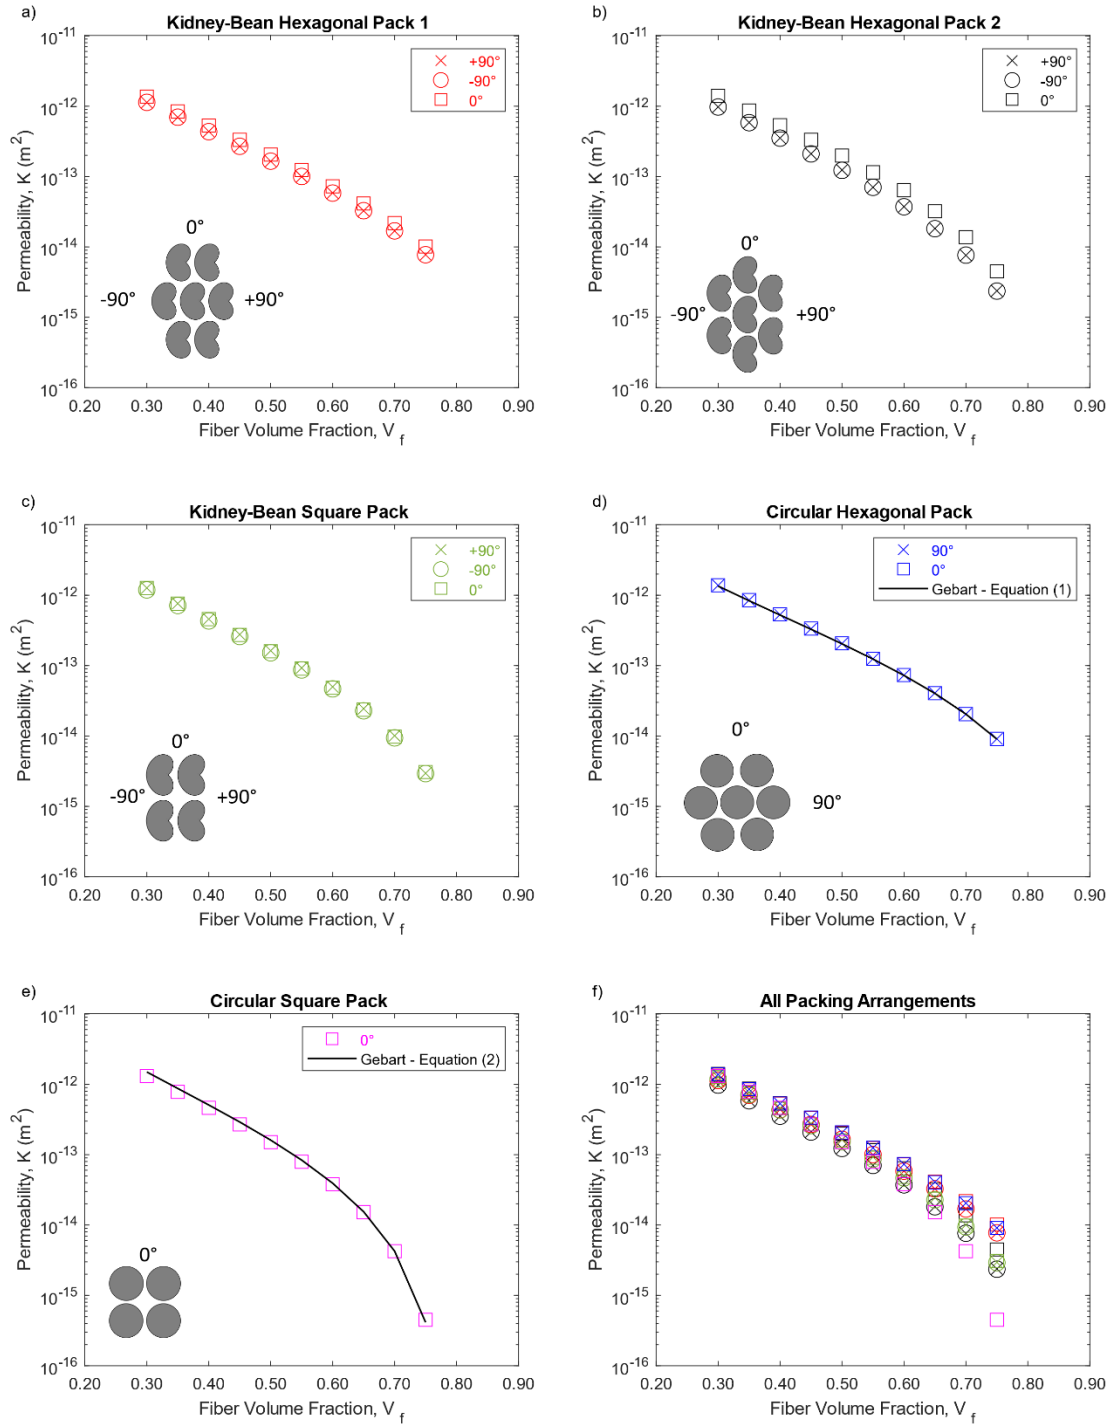 a)
Kidney-Bean Hexagonal Pack 1
10^-11
10^-12
10^-13
10^-14
10^-15
10^-16
Permeability, K (m^2)
+90°
-90°
0°
0°
-90° +90°
0.20 0.30 0.40 0.50 0.60 0.70 0.80 0.90
Fiber Volume Fraction, V_f
b)
Kidney-Bean Hexagonal Pack 2
10^-11
10^-12
10^-13
10^-14
10^-15
10^-16
Permeability, K (m^2)
+90°
-90°
0°
0°
-90° +90°
0.20 0.30 0.40 0.50 0.60 0.70 0.80 0.90
Fiber Volume Fraction, V_f
c)
Kidney-Bean Square Pack
10^-11
10^-12
10^-13
10^-14
10^-15
10^-16
Permeability, K (m^2)
+90°
-90°
0°
0°
-90° +90°
0.20 0.30 0.40 0.50 0.60 0.70 0.80 0.90
Fiber Volume Fraction, V_f
d)
Circular Hexagonal Pack
10^-11
10^-12
10^-13
10^-14
10^-15
10^-16
Permeability, K (m^2)
90°
0°
Gebart - Equation (1)
0°
90°
0.20 0.30 0.40 0.50 0.60 0.70 0.80 0.90
Fiber Volume Fraction, V_f
e)
Circular Square Pack
10^-11
10^-12
10^-13
10^-14
10^-15
10^-16
Permeability, K (m^2)
0°
Gebart - Equation (2)
0°
0.20 0.30 0.40 0.50 0.60 0.70 0.80 0.90
Fiber Volume Fraction, V_f
f)
All Packing Arrangements
10^-11
10^-12
10^-13
10^-14
10^-15
10^-16
Permeability, K (m^2)
0.20 0.30 0.40 0.50 0.60 0.70 0.80 0.90
Fiber Volume Fraction, V_f